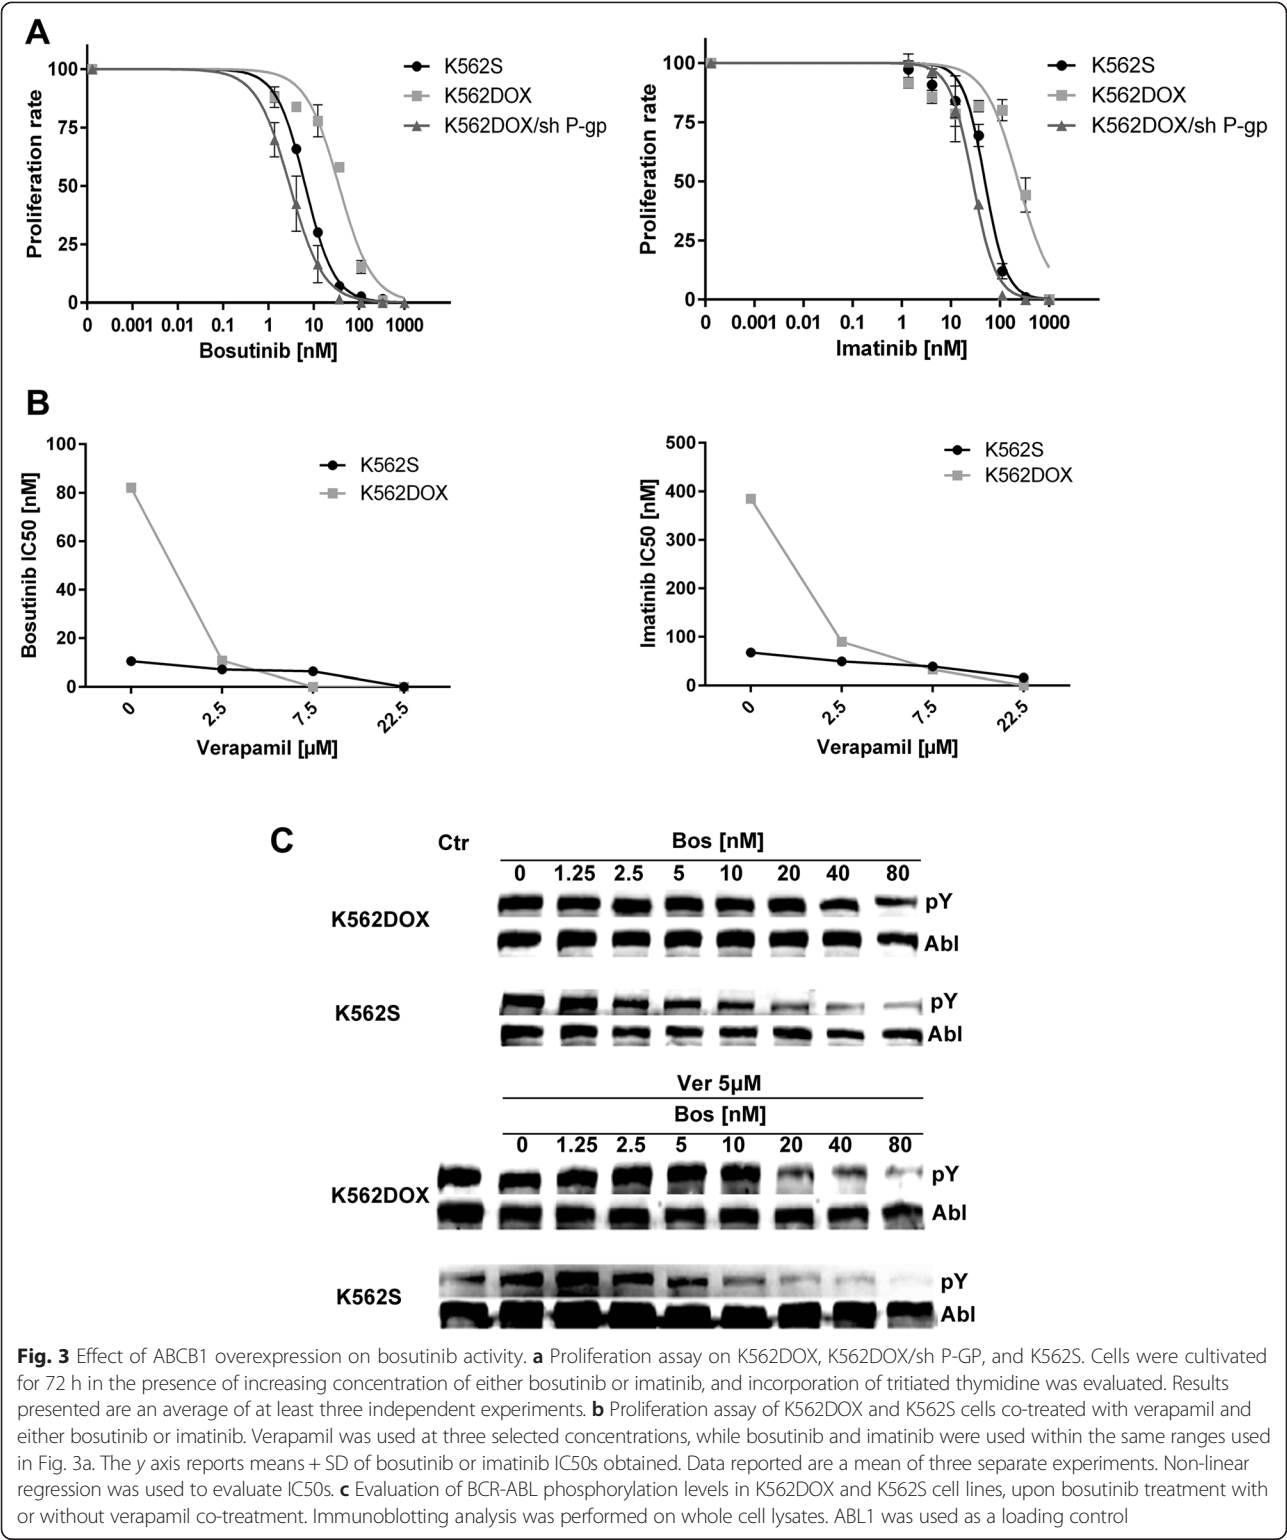 A
100
75
50
25
0
Proliferation rate
0 0.001 0.01 0.1 1 10 100 1000
Bosutinib [nM]
K562S
K562DOX
K562DOX/sh P-gp
100
75
50
25
0
Proliferation rate
0 0.001 0.01 0.1 1 10 100 1000
Imatinib [nM]
K562S
K562DOX
K562DOX/sh P-gp
B
100
80
60
40
20
0
Bosutinib IC50 [nM]
0 2.5 7.5 22.5
Verapamil [µM]
K562S
K562DOX
500
400
300
200
100
0
Imatinib IC50 [nM]
0 2.5 7.5 22.5
Verapamil [µM]
K562S
K562DOX
C
Ctr Bos [nM]
0 1.25 2.5 5 10 20 40 80
K562DOX
pY
Abl
K562S
pY
Abl
Ver 5µM
Bos [nM]
0 1.25 2.5 5 10 20 40 80
K562DOX
pY
Abl
K562S
pY
Abl
Fig. 3 Effect of ABCB1 overexpression on bosutinib activity. a Proliferation assay on K562DOX, K562DOX/sh P-GP, and K562S. Cells were cultivated
for 72 h in the presence of increasing concentration of either bosutinib or imatinib, and incorporation of tritiated thymidine was evaluated. Results
presented are an average of at least three independent experiments. b Proliferation assay of K562DOX and K562S cells co-treated with verapamil and
either bosutinib or imatinib. Verapamil was used at three selected concentrations, while bosutinib and imatinib were used within the same ranges used
in Fig. 3a. The y axis reports means + SD of bosutinib or imatinib IC50s obtained. Data reported are a mean of three separate experiments. Non-linear
regression was used to evaluate IC50s. c Evaluation of BCR-ABL phosphorylation levels in K562DOX and K562S cell lines, upon bosutinib treatment with
or without verapamil co-treatment. Immunoblotting analysis was performed on whole cell lysates. ABL1 was used as a loading control